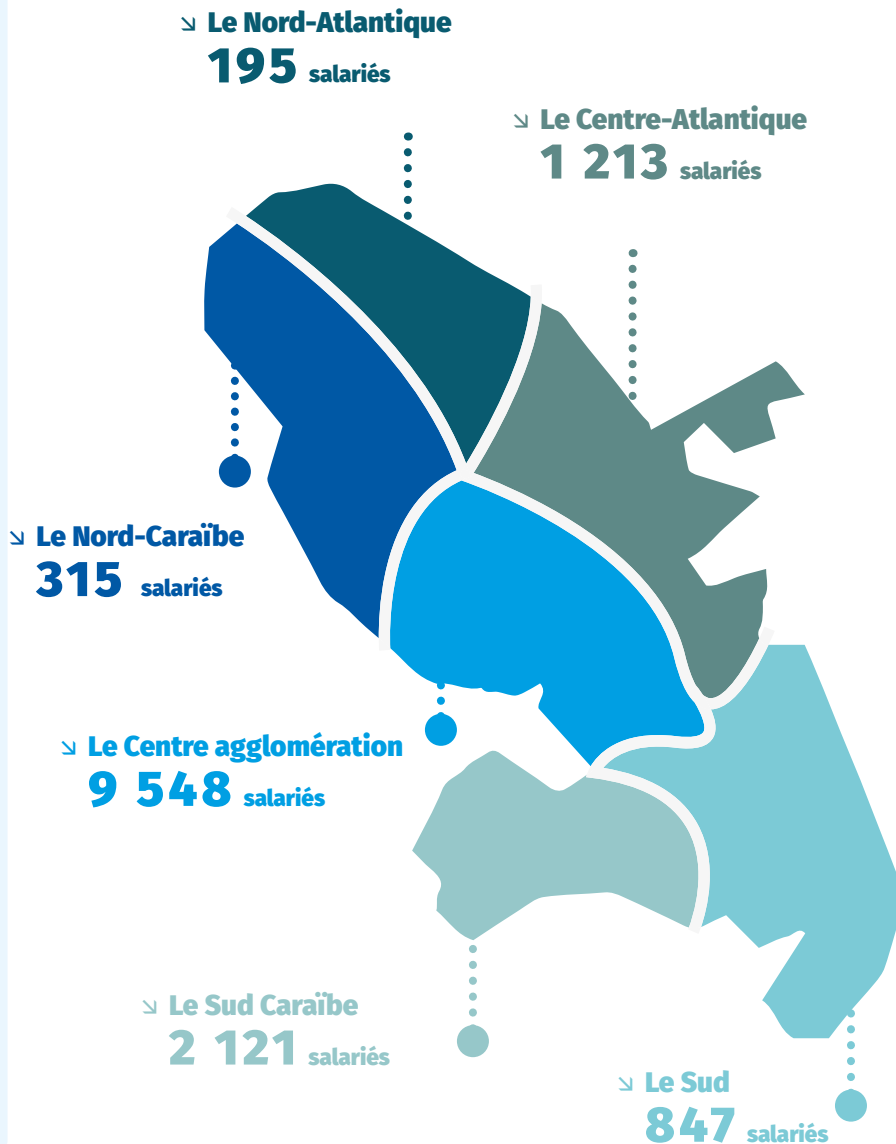 Le Nord-Atlantique
195 salariés
Le Centre-Atlantique
1 213 salariés
Le Nord-Caraïbe
315 salariés
Le Centre agglomération
9 548 salariés
Le Sud Caraïbe
2 121 salariés
Le Sud
847 salariés